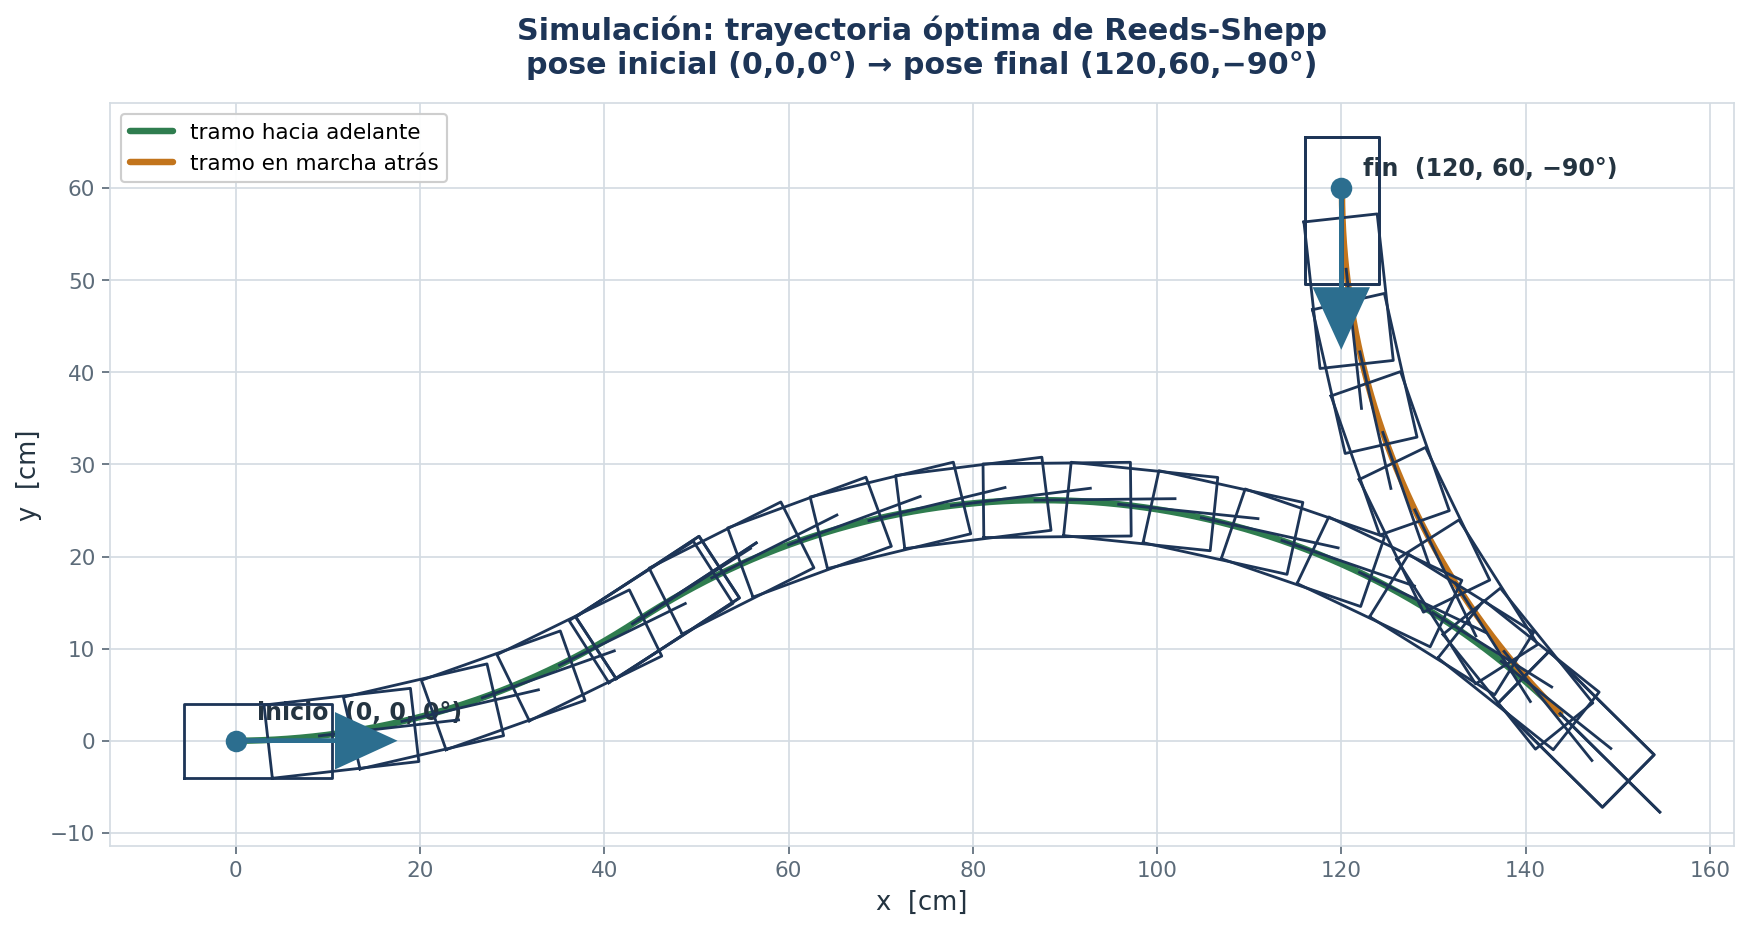 Simulación: trayectoria óptima de Reeds-Shepp
pose inicial (0,0,0°) → pose final (120,60,−90°)
tramo hacia adelante
tramo en marcha atrás
fin (120, 60, −90°)
inicio (0, 0, 0°)
y [cm]
60
50
40
30
20
10
0
−10
0
20
40
60
80
100
120
140
160
x [cm]